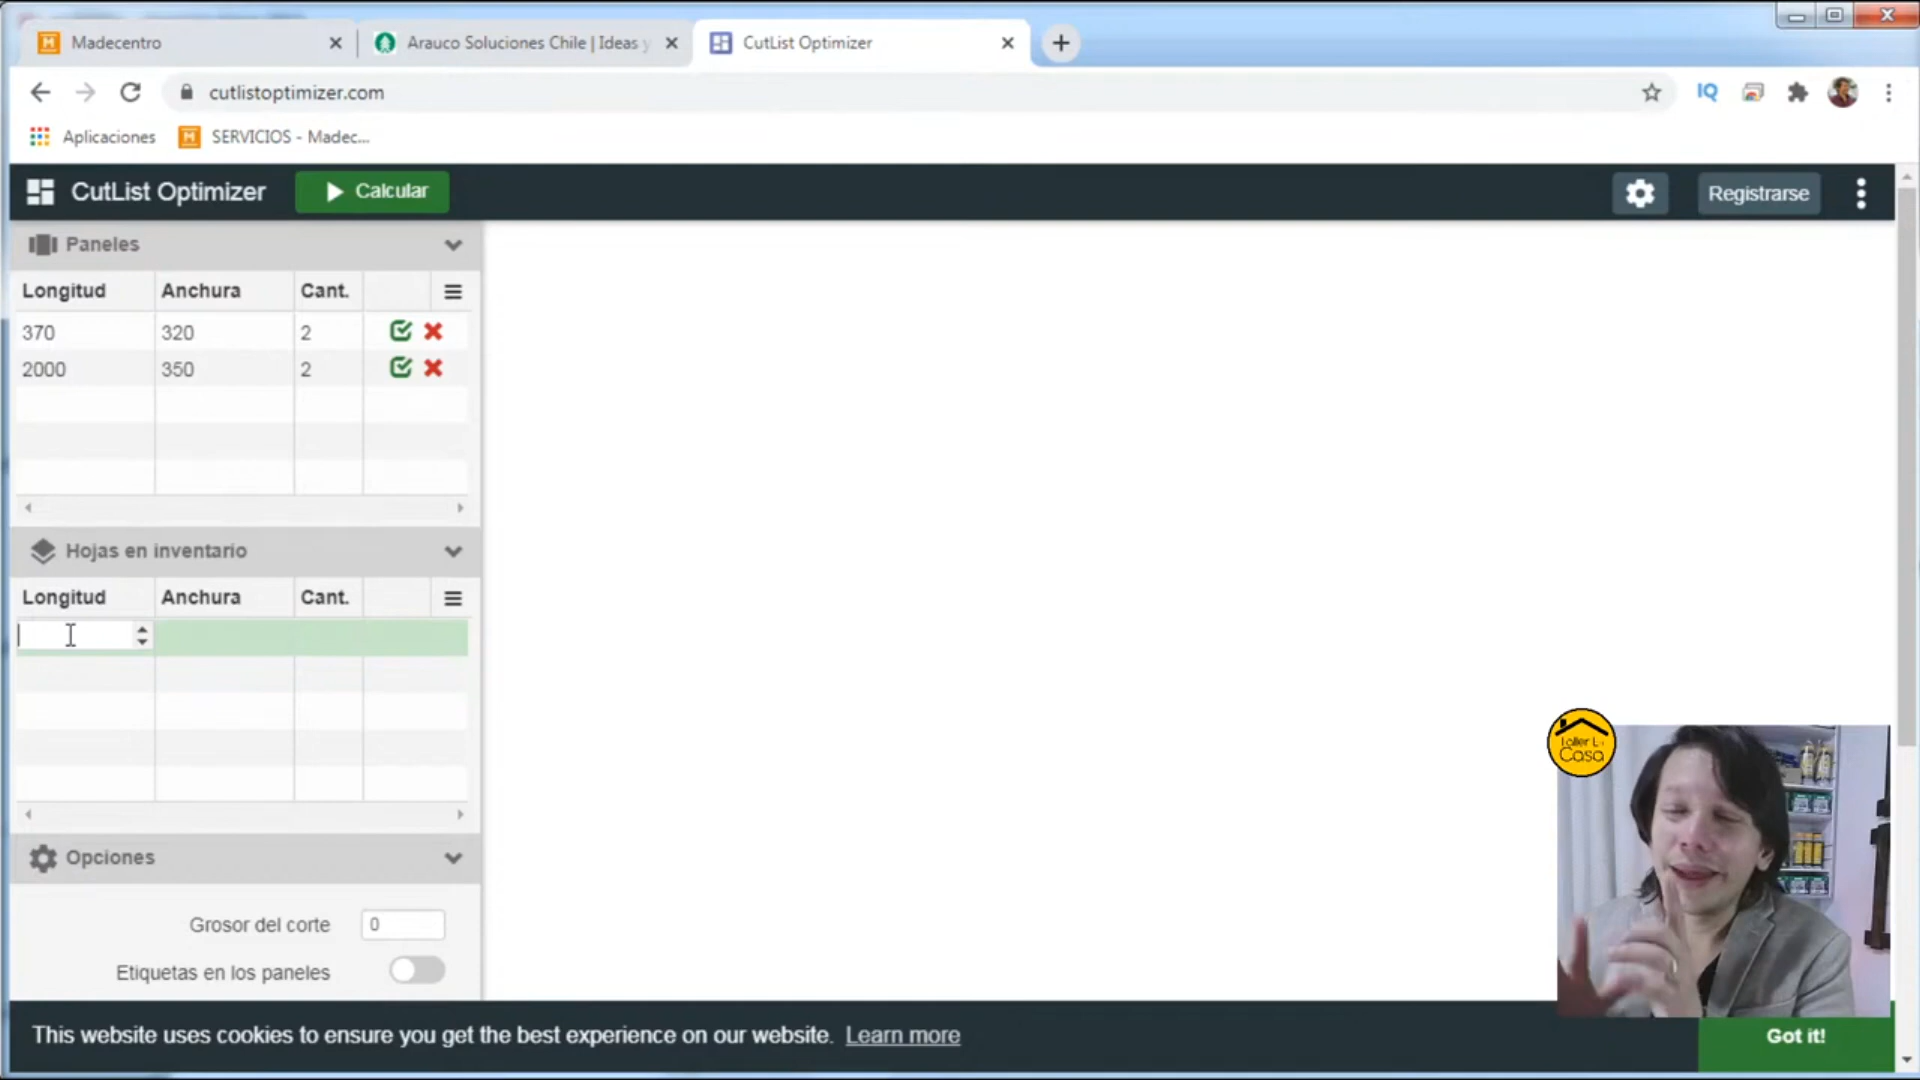 Madecentro
Arauco Soluciones Chile | Ideas y
CutList Optimizer
cutlistoptimizer.com
IQ
Aplicaciones
SERVICIOS - Madec...
CutList Optimizer
Calcular
Registrarse
Paneles
Longitud Anchura Cant.
370 320 2
2000 350 2
Hojas en inventario
Longitud Anchura Cant.
Opciones
Grosor del corte 0
Etiquetas en los paneles
Taller
Casa
This website uses cookies to ensure you get the best experience on our website. Learn more
Got it!